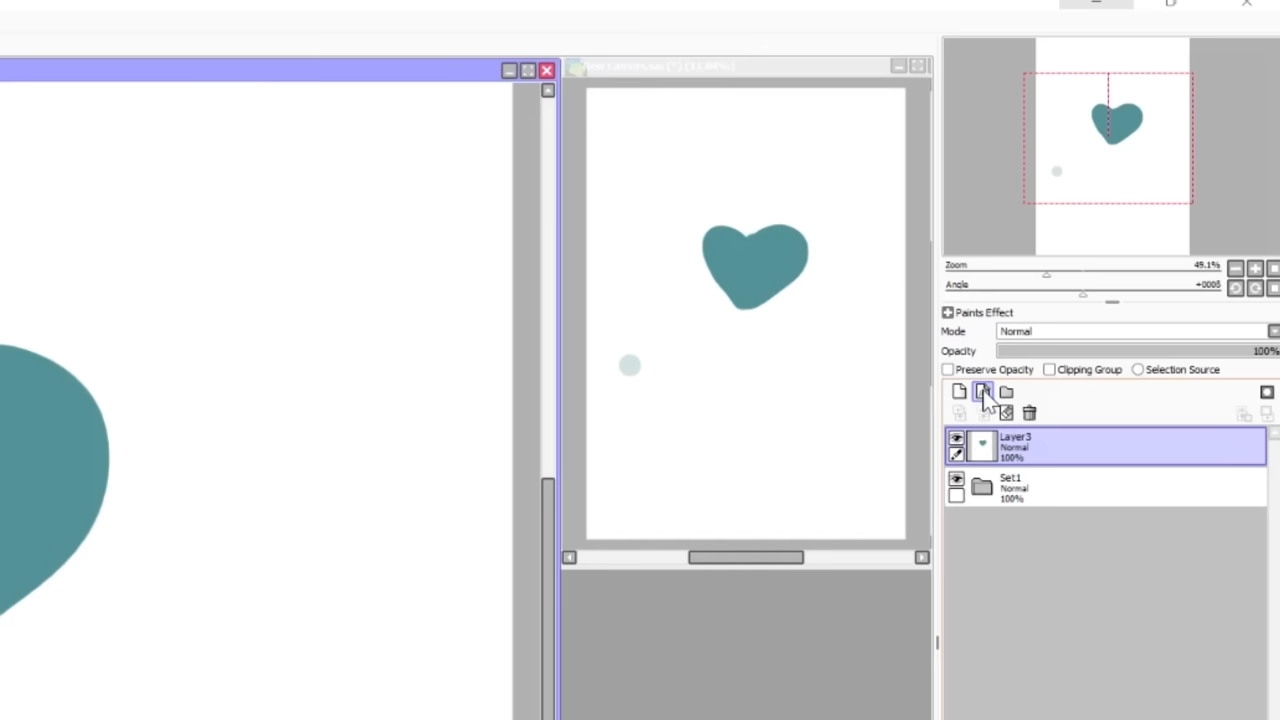 Zoom 49.1%
Angle +000ß
Paints Effect
Mode Normal
Opacity 100%
Preserve Opacity Clipping Group Selection Source
Layer3
Normal
100%
Set1
Normal
100%